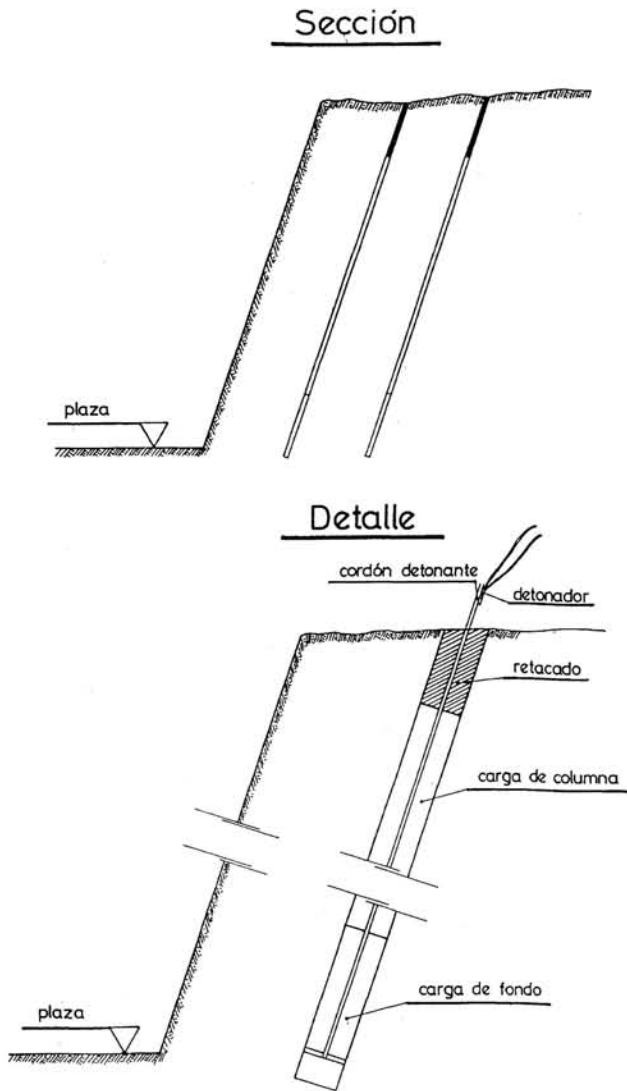 Sección
plaza
Detalle
cordón detonante
detonador
retacado
carga de columna
carga de fondo
plaza